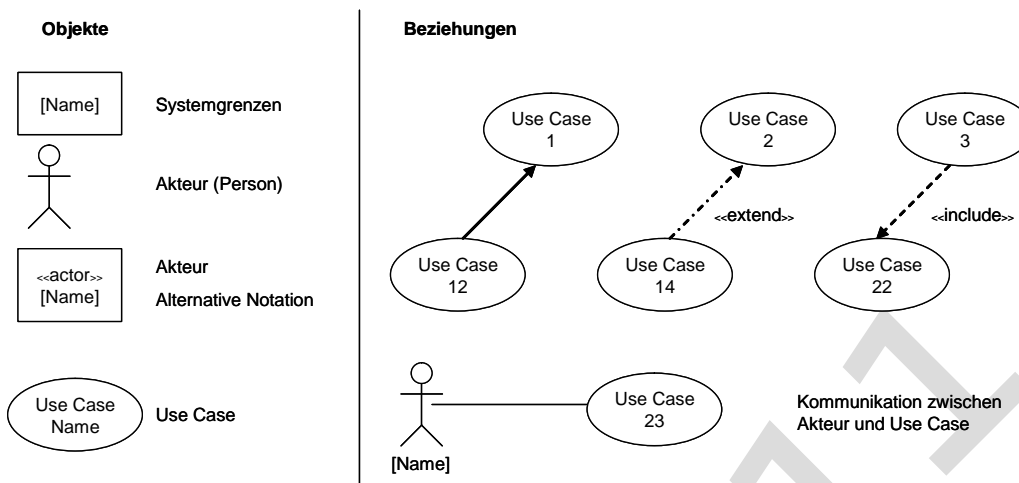 Objekte
[Name]
Systemgrenzen
Akteur (Person)
<<actor>>
[Name]
Akteur
Alternative Notation
Use Case
Name
Use Case
Beziehungen
Use Case
1
Use Case
2
Use Case
3
<<extend>>
<<include>>
Use Case
12
Use Case
14
Use Case
22
[Name]
Use Case
23
Kommunikation zwischen
Akteur und Use Case